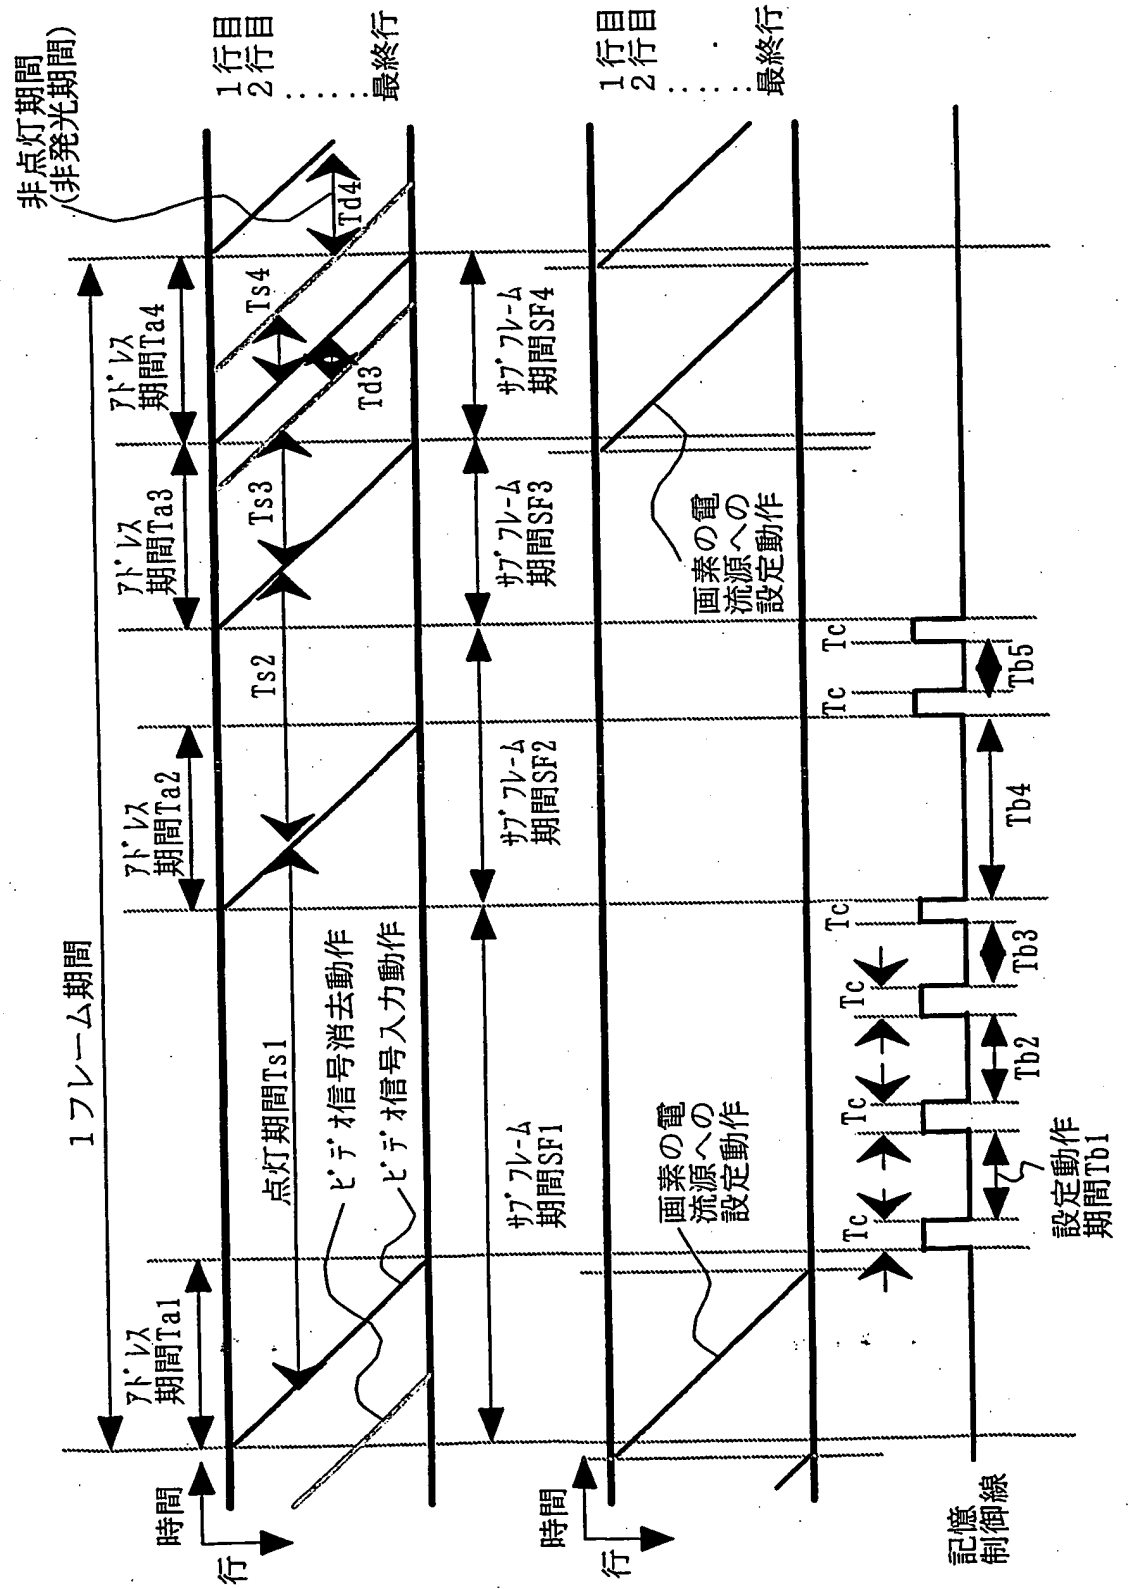 1フレーム期間
アドレス
期間Ta1
アドレス
期間Ta2
アドレス
期間Ta3
アドレス
期間Ta4
非点灯期間
(非発光期間)
時間
行
点灯期間Ts1
Ts2
Ts3
Ts4
Td3
Td4
ビデオ信号消去動作
ビデオ信号入力動作
1行目
2行目
......
最終行
サブフレーム
期間SF1
サブフレーム
期間SF2
サブフレーム
期間SF3
サブフレーム
期間SF4
時間
行
画素の電
流源への
設定動作
画素の電
流源への
設定動作
1行目
2行目
......
最終行
記憶
制御線
Tc
Tc
Tc
Tc
Tc
Tc
設定動作
期間Tb1
Tb2
Tb3
Tb4
Tb5